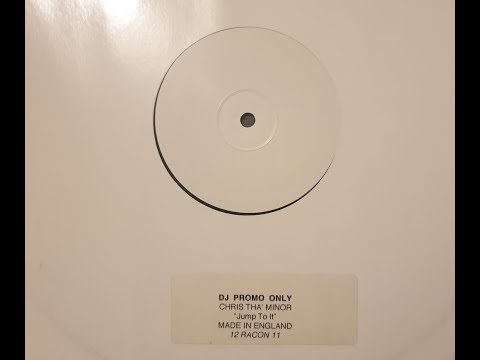 DJ PROMO ONLY
CHRIS THA' MINOR
"Jump To It"
MADE IN ENGLAND
12 RACON 11